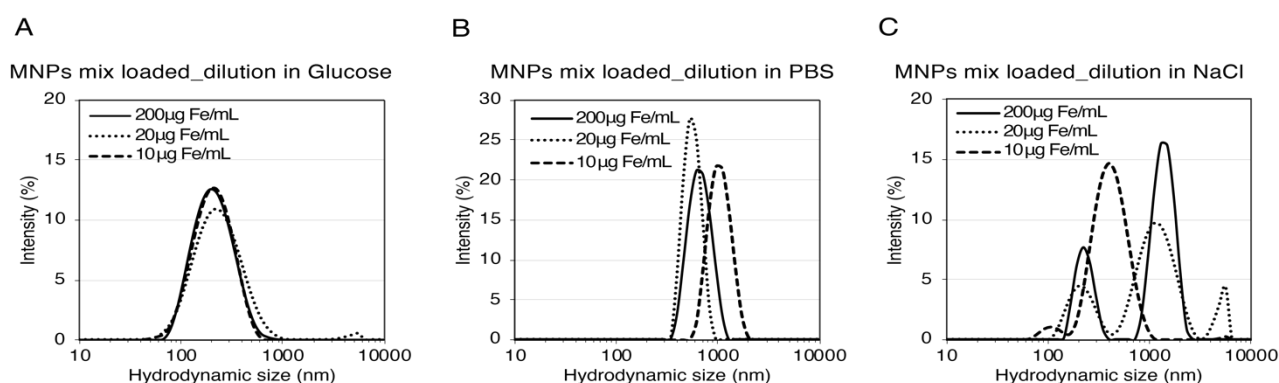 A
MNPs mix loaded_dilution in Glucose
20
15
10
5
0
Intensity (%)
200µg Fe/mL
20µg Fe/mL
10µg Fe/mL
10
100
1000
10000
Hydrodynamic size (nm)
B
MNPs mix loaded_dilution in PBS
30
25
20
15
10
5
0
Intensity (%)
200µg Fe/mL
20µg Fe/mL
10µg Fe/mL
10
100
1000
10000
Hydrodynamic size (nm)
C
MNPs mix loaded_dilution in NaCl
20
15
10
5
0
Intensity (%)
200µg Fe/mL
20µg Fe/mL
10µg Fe/mL
10
100
1000
10000
Hydrodynamic size (nm)